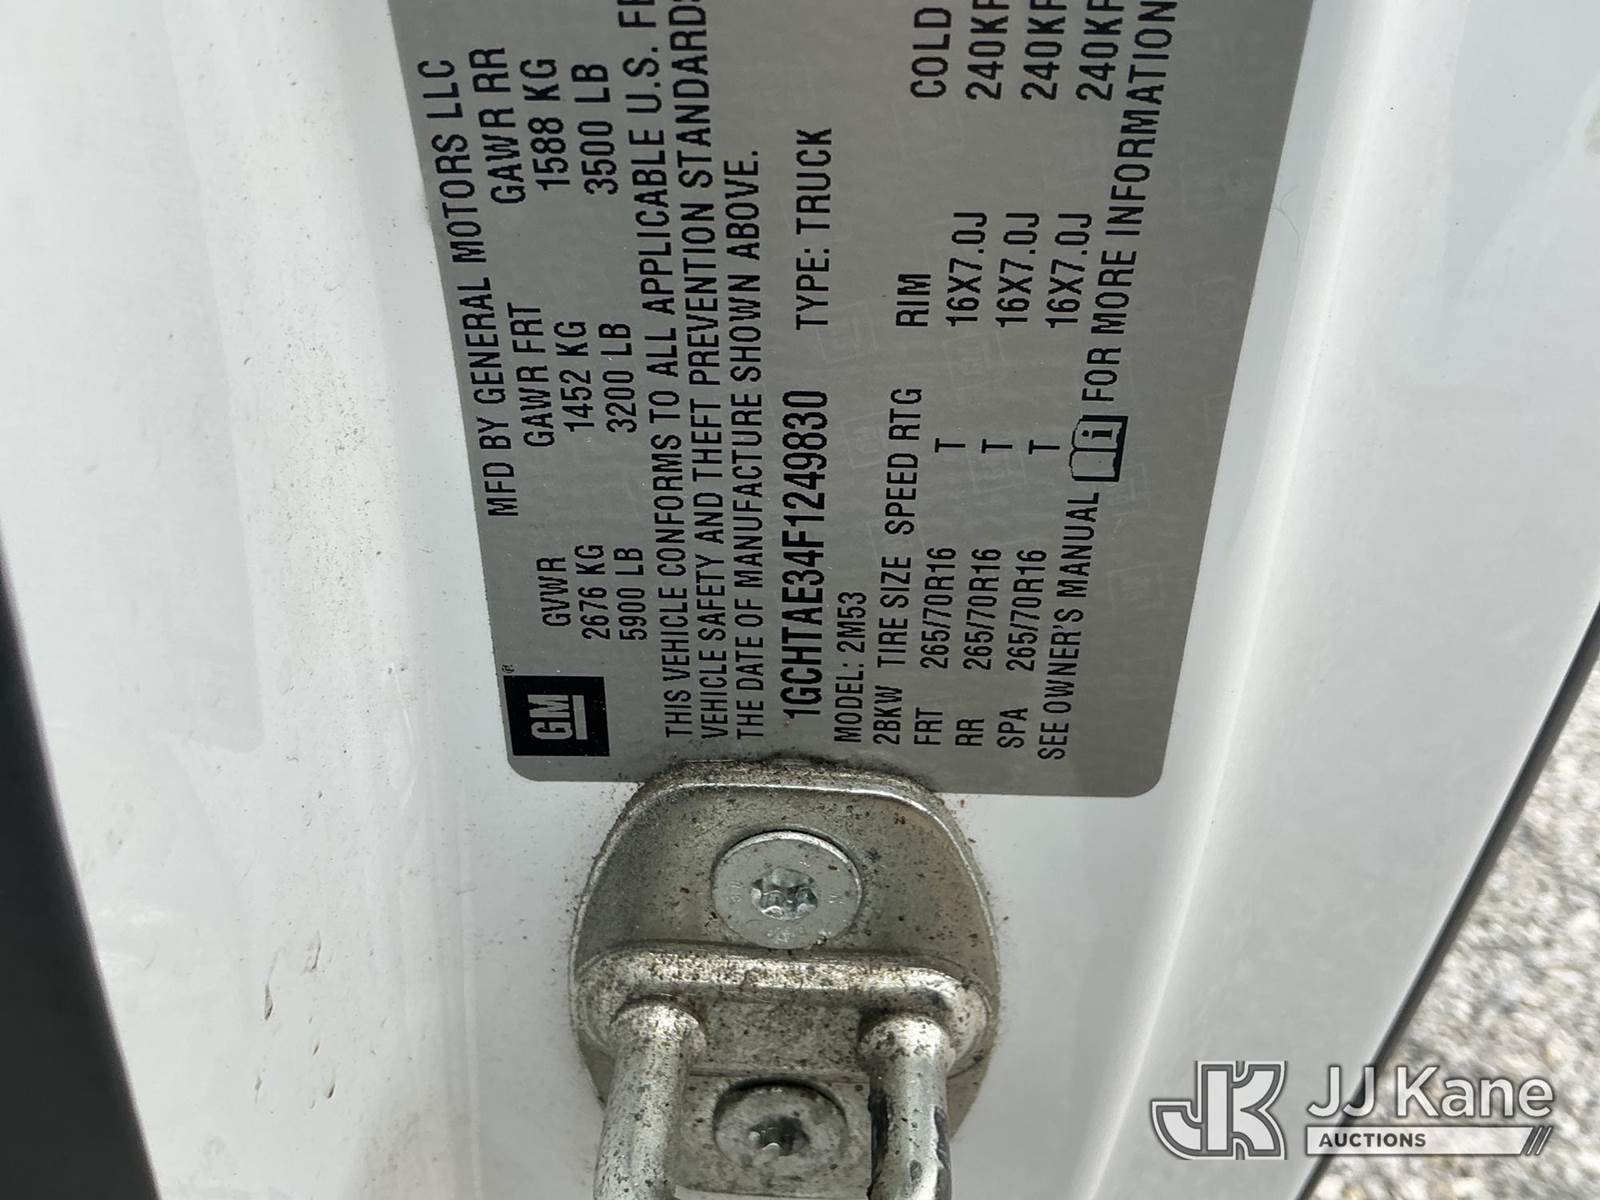 MFD BY GENERAL MOTORS LLC
GVWR GAWR FRT GAWR RR
2676 KG 1452 KG 1588 KG
5900 LB 3200 LB 3500 LB
GM
THIS VEHICLE CONFORMS TO ALL APPLICABLE U.S.
VEHICLE SAFETY AND THEFT PREVENTION STANDARDS
THE DATE OF MANUFACTURE SHOWN ABOVE.
1GCHTAE34F1249830 TYPE: TRUCK
MODEL: 2M53
2BKW TIRE SIZE SPEED RTG RIM COLD
FRT 265/70R16 T 16X7.0J 240KP
RR 265/70R16 T 16X7.0J 240KP
SPA 265/70R16 T 16X7.0J 240KP
SEE OWNER'S MANUAL i FOR MORE INFORMATION
JK JJ Kane
AUCTIONS